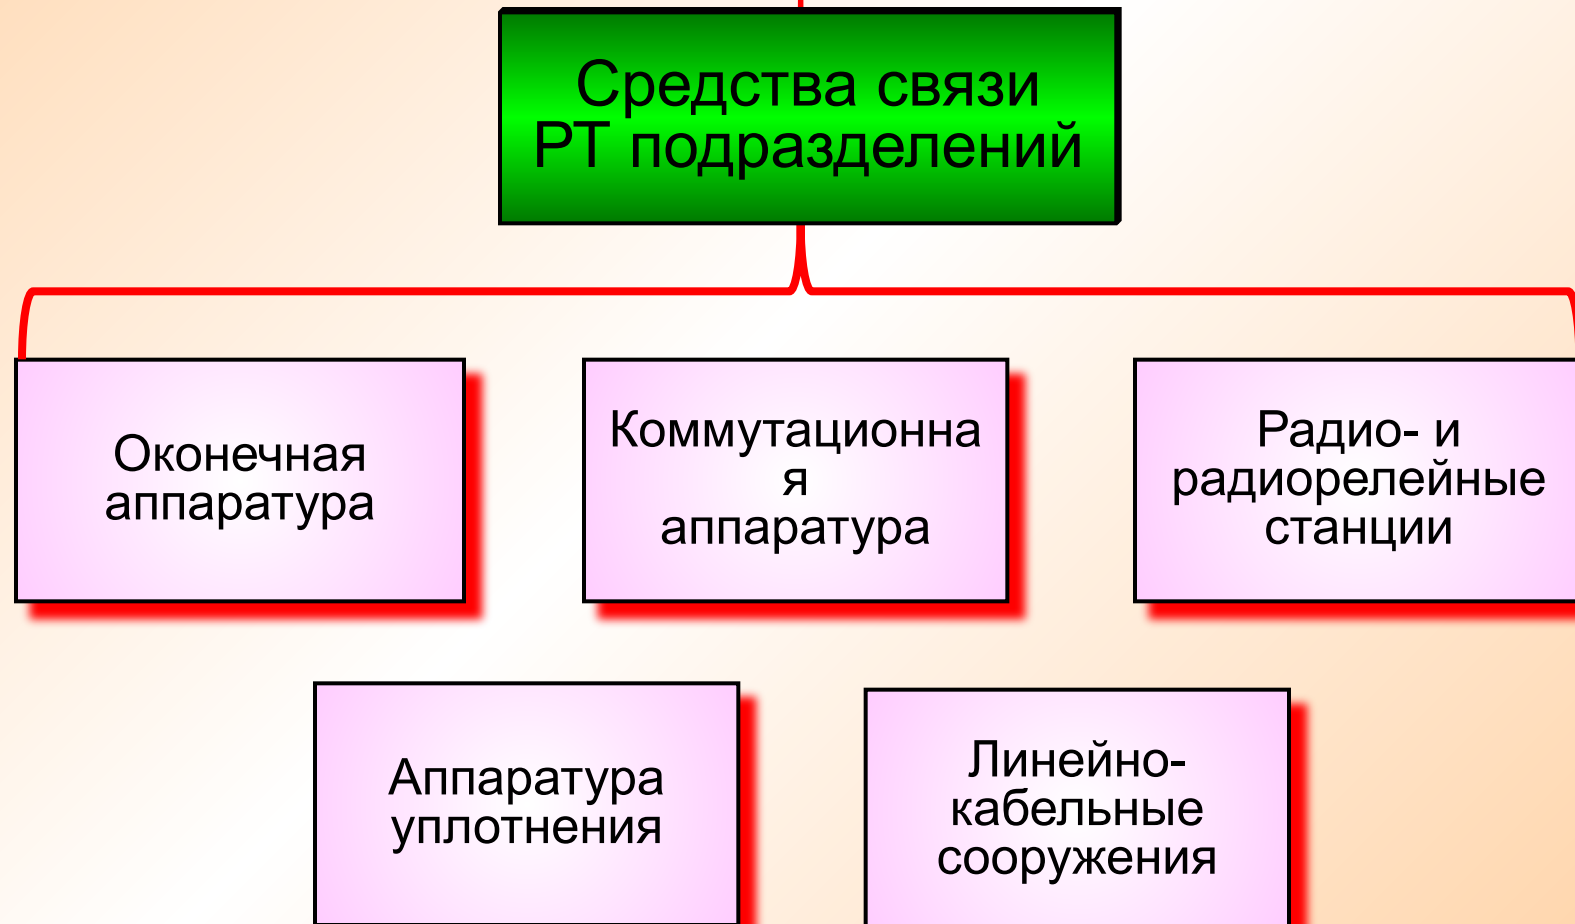 Средства связи
РТ подразделений
Оконечная
аппаратура
Коммутационна
я
аппаратура
Радио- и
радиорелейные
станции
Аппаратура
уплотнения
Линейно-
кабельные
сооружения